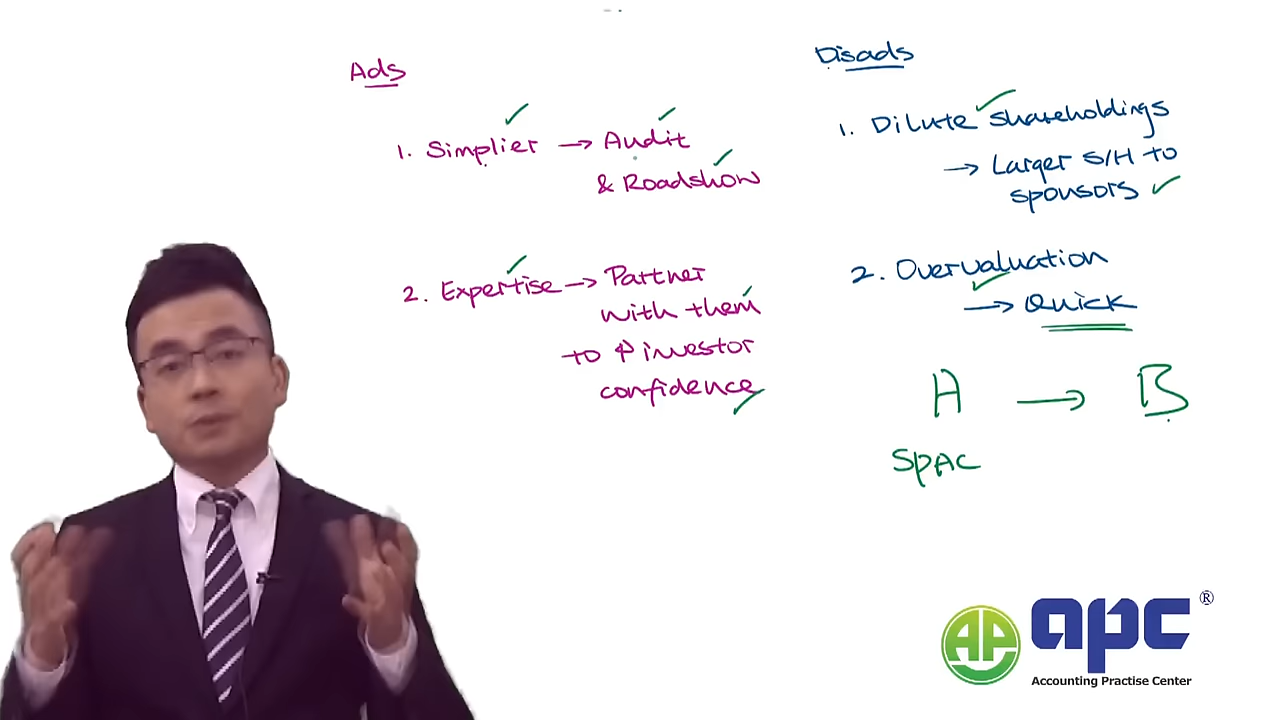 Ads
1. Simplier → Audit
& Roadshow
2. Expertise → Partner
with them
to ↑ investor
confidence
Disads
1. Dilute shareholdings
→ Larger S/H to
sponsors
2. Overvaluation
→ Quick
A → B
SPAC
AP apc ®
Accounting Practise Center